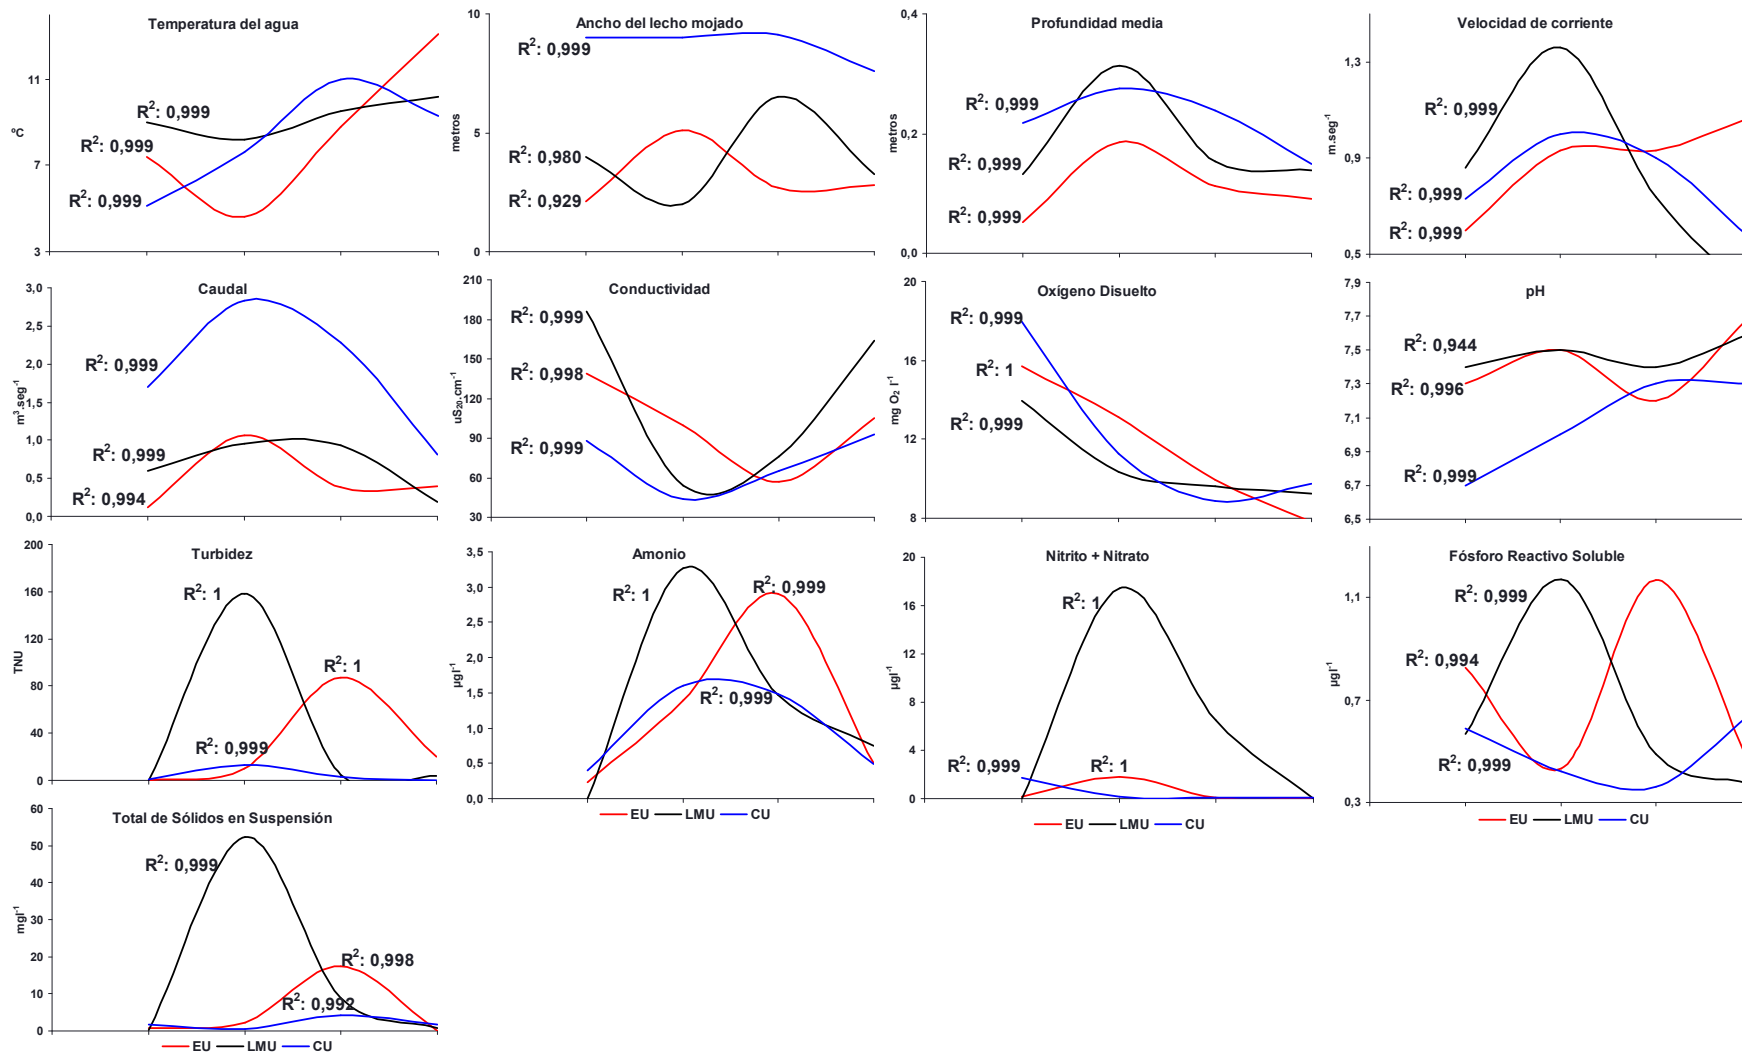 Temperatura del agua
11
7
3
ºC
R²: 0,999
R²: 0,999
R²: 0,999
Ancho del lecho mojado
10
5
0
metros
R²: 0,999
R²: 0,980
R²: 0,929
Profundidad media
0,4
0,2
0,0
metros
R²: 0,999
R²: 0,999
R²: 0,999
Velocidad de corriente
1,3
0,9
0,5
m.seg⁻¹
R²: 0,999
R²: 0,999
R²: 0,999
Caudal
3,0
2,5
2,0
1,5
1,0
0,5
0,0
m³.seg⁻¹
R²: 0,999
R²: 0,999
R²: 0,994
Conductividad
210
180
150
120
90
60
30
uS₂₀.cm⁻¹
R²: 0,999
R²: 0,998
R²: 0,999
Oxígeno Disuelto
20
16
12
8
mg O₂ l⁻¹
R²: 0,999
R²: 1
R²: 0,999
pH
7,9
7,7
7,5
7,3
7,1
6,9
6,7
6,5
R²: 0,944
R²: 0,996
R²: 0,999
Turbidez
200
160
120
80
40
0
TNU
R²: 1
R²: 1
R²: 0,999
Amonio
3,5
3,0
2,5
2,0
1,5
1,0
0,5
0,0
µgl⁻¹
R²: 1
R²: 0,999
R²: 0,999
EU LMU CU
Nitrito + Nitrato
20
16
12
8
4
0
µgl⁻¹
R²: 1
R²: 0,999
R²: 1
EU LMU CU
Fósforo Reactivo Soluble
1,1
0,7
0,3
µgl⁻¹
R²: 0,999
R²: 0,994
R²: 0,999
EU LMU CU
Total de Sólidos en Suspensión
60
50
40
30
20
10
0
mgl⁻¹
R²: 0,999
R²: 0,998
R²: 0,992
EU LMU CU